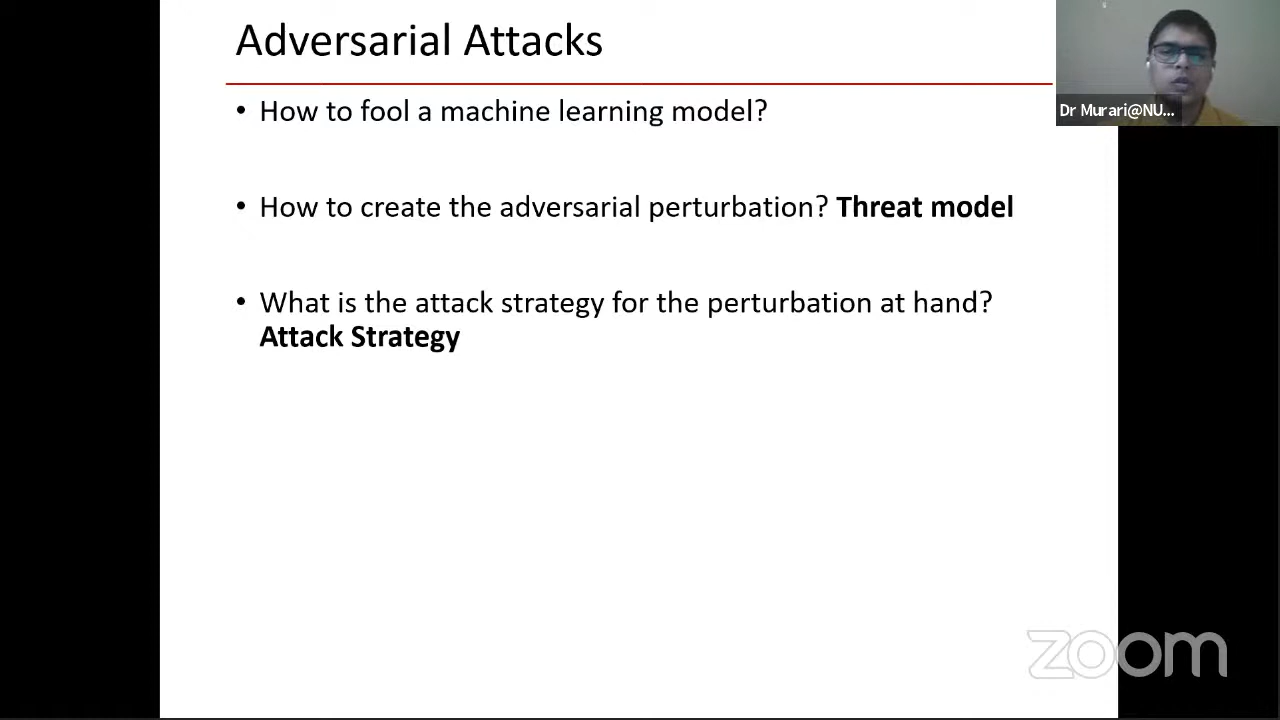 Adversarial Attacks
• How to fool a machine learning model?
• How to create the adversarial perturbation? Threat model
• What is the attack strategy for the perturbation at hand?
Attack Strategy
Dr Murari@NU...
zoom